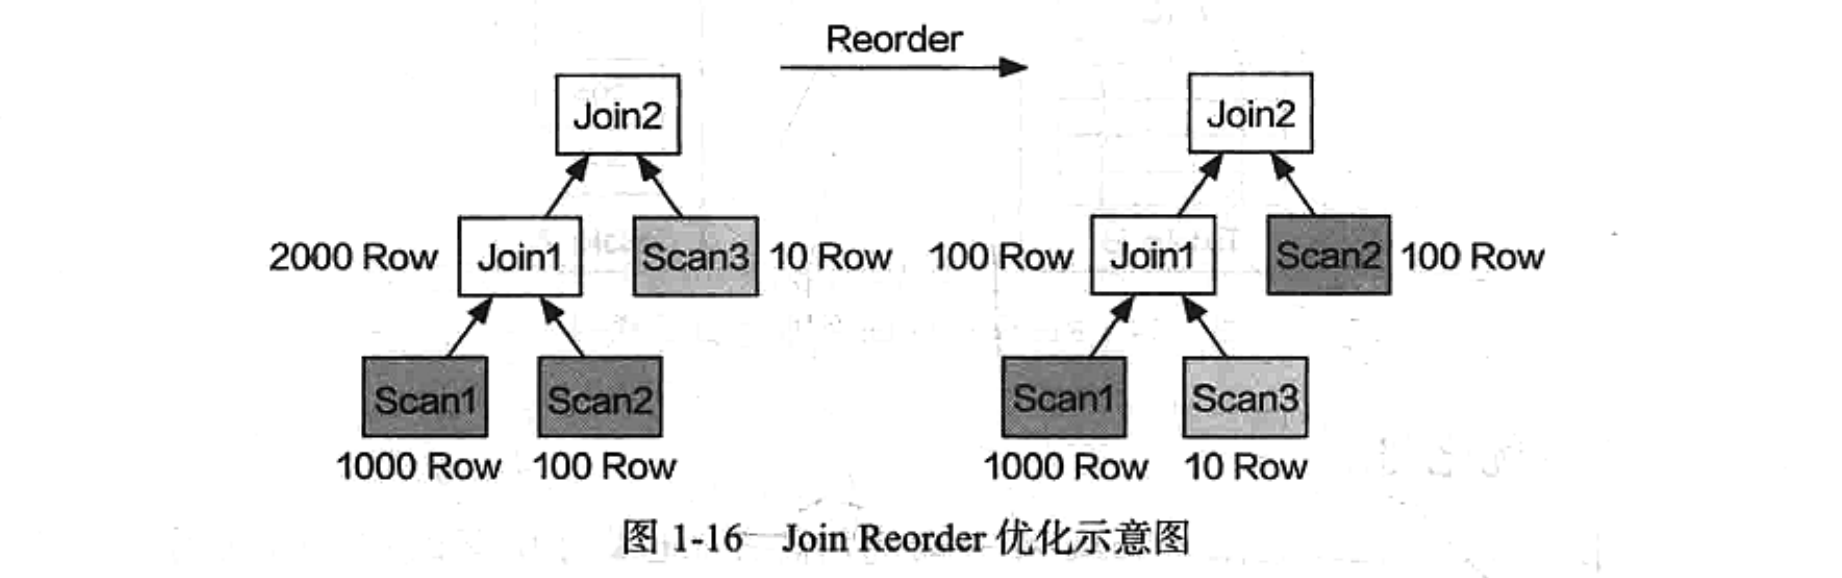 Reorder
Join2 Join2
2000 Row Join1 Scan3 10 Row 100 Row Join1 Scan2 100 Row
Scan1 Scan2 Scan1 Scan3
1000 Row 100 Row 1000 Row 10 Row
图 1-16 Join Reorder 优化示意图